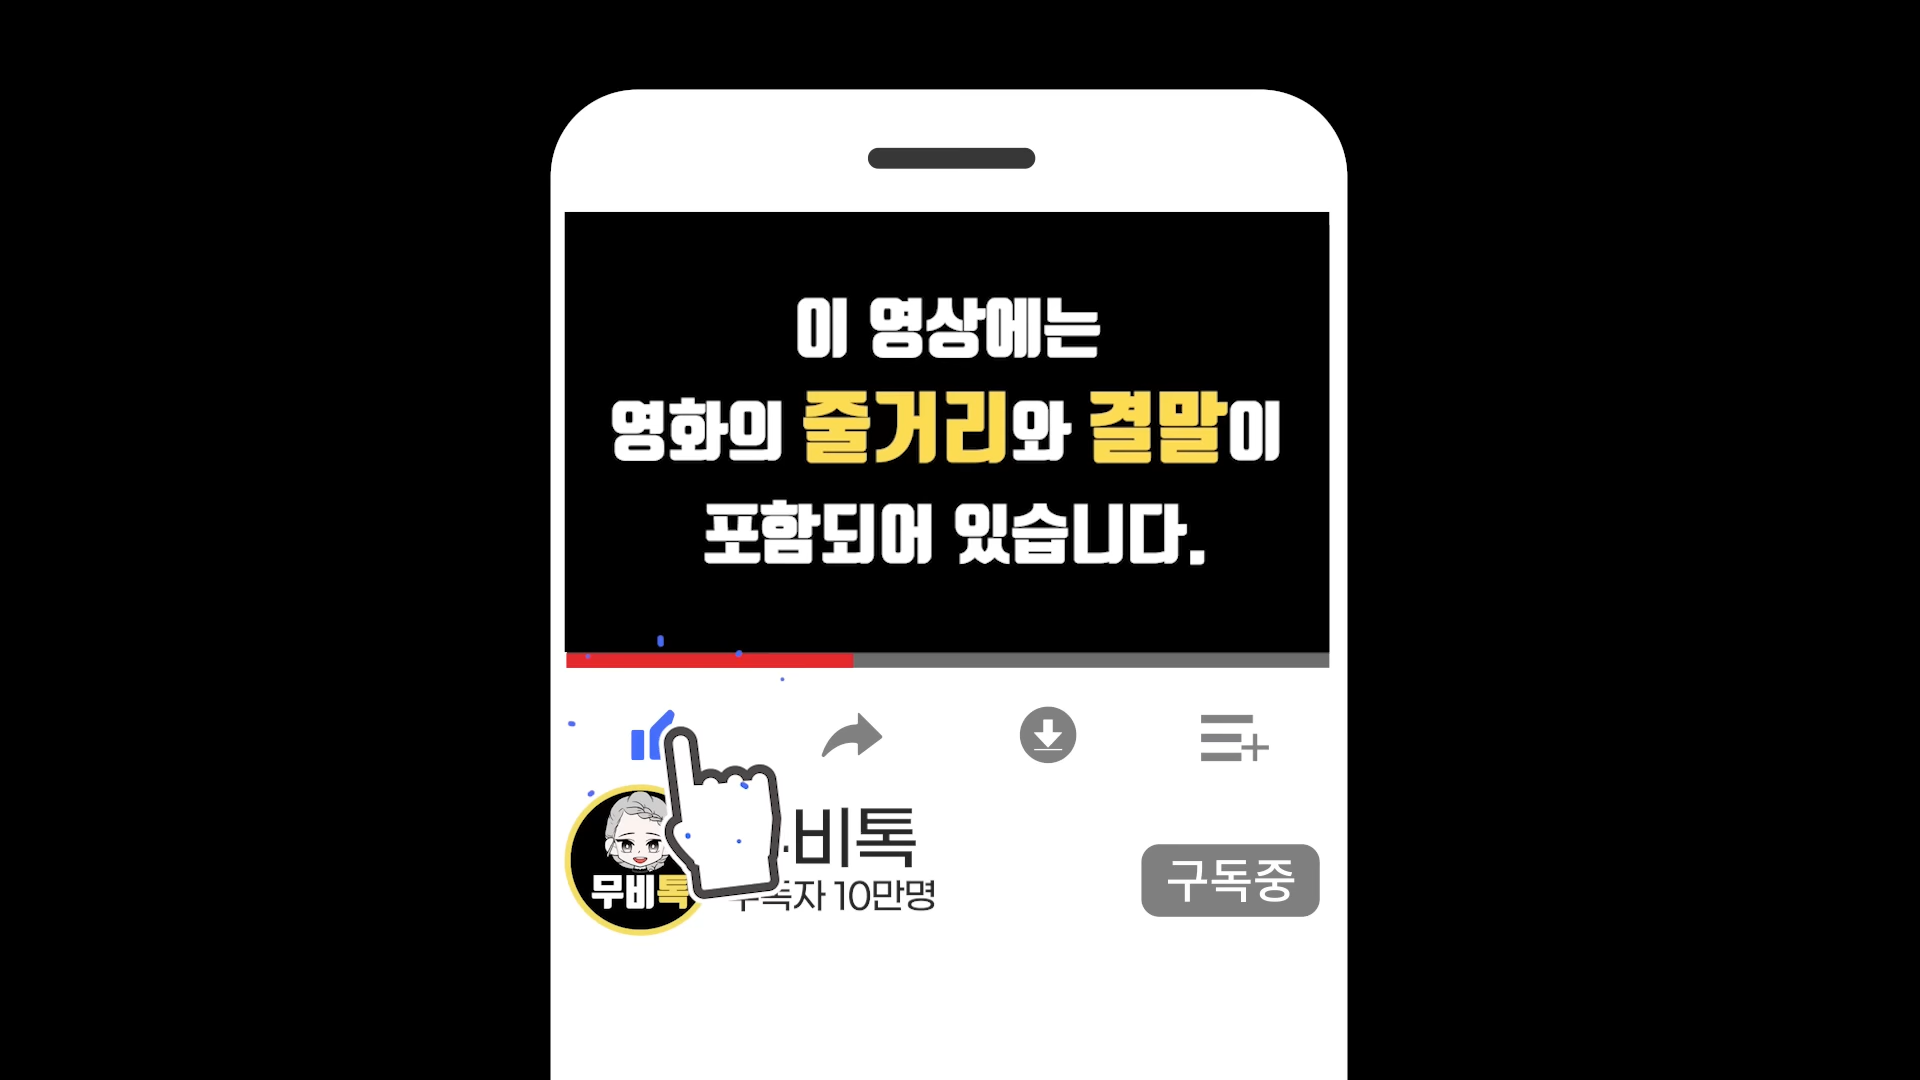 이 영상에는
영화의 줄거리와 결말이
포함되어 있습니다.
무비톡
비톡
10만명
구독중